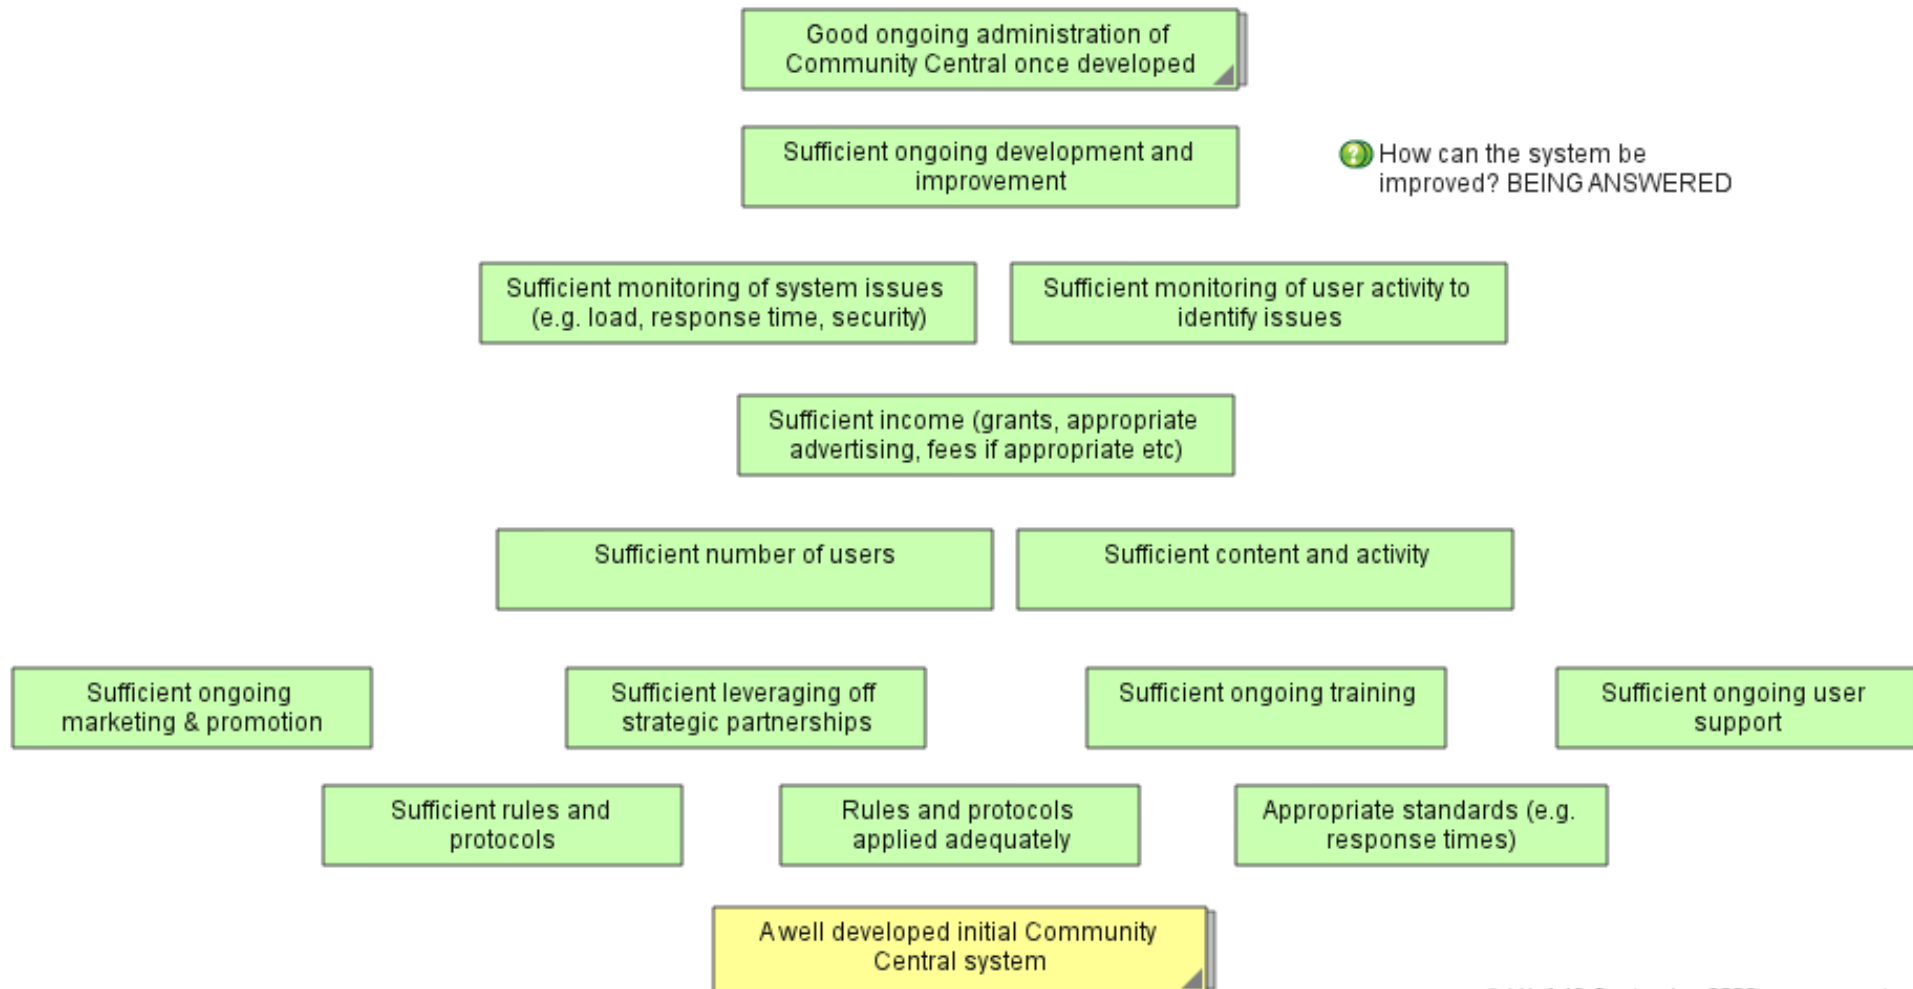 Good ongoing administration of
Community Central once developed
Sufficient ongoing development and
improvement
How can the system be
improved? BEING ANSWERED
Sufficient monitoring of system issues
(e.g. load, response time, security)
Sufficient monitoring of user activity to
identify issues
Sufficient income (grants, appropriate
advertising, fees if appropriate etc)
Sufficient number of users
Sufficient content and activity
Sufficient ongoing
marketing & promotion
Sufficient leveraging off
strategic partnerships
Sufficient ongoing training
Sufficient ongoing user
support
Sufficient rules and
protocols
Rules and protocols
applied adequately
Appropriate standards (e.g.
response times)
A well developed initial Community
Central system